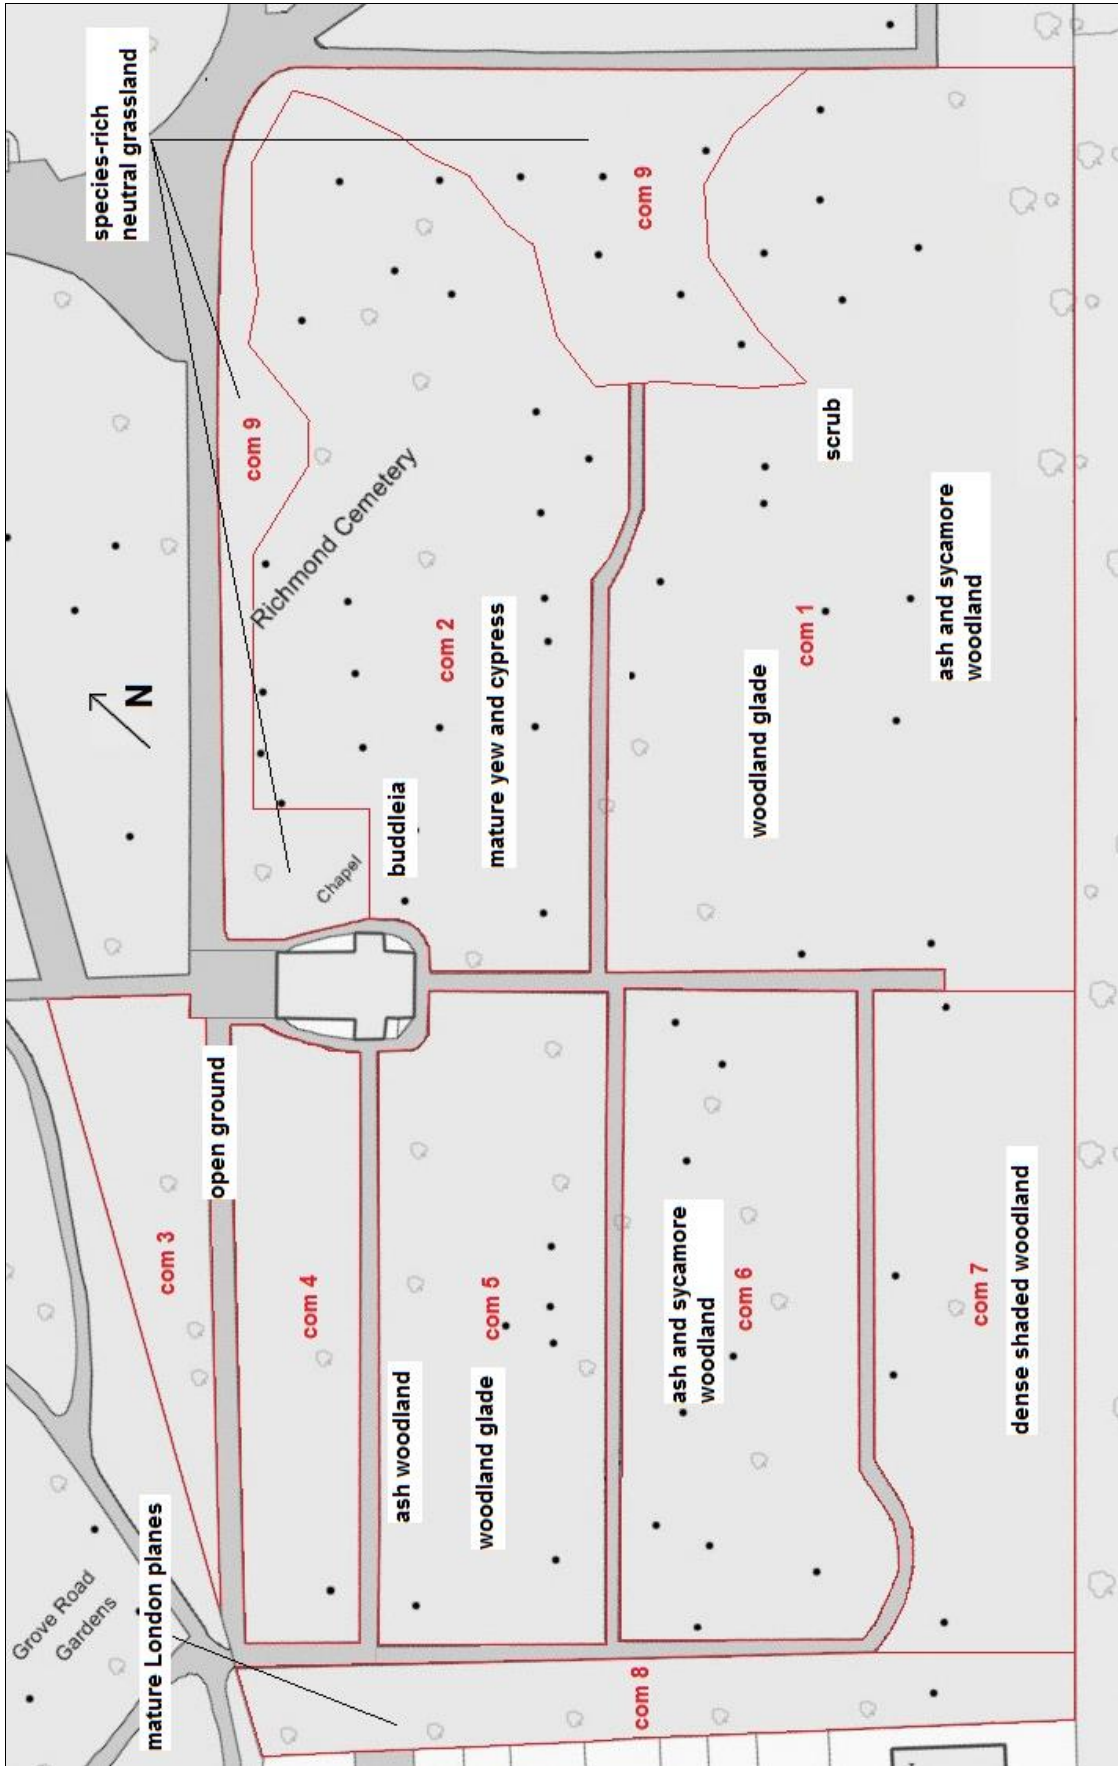 species-rich
neutral grassland
com 9
com 9
Richmond Cemetery
N
com 2
mature yew and cypress
buddleia
Chapel
scrub
com 1
woodland glade
ash and sycamore
woodland
open ground
com 3
com 4
com 5
ash woodland
woodland glade
ash and sycamore
woodland
com 6
com 7
dense shaded woodland
mature London planes
Grove Road
Gardens
com 8